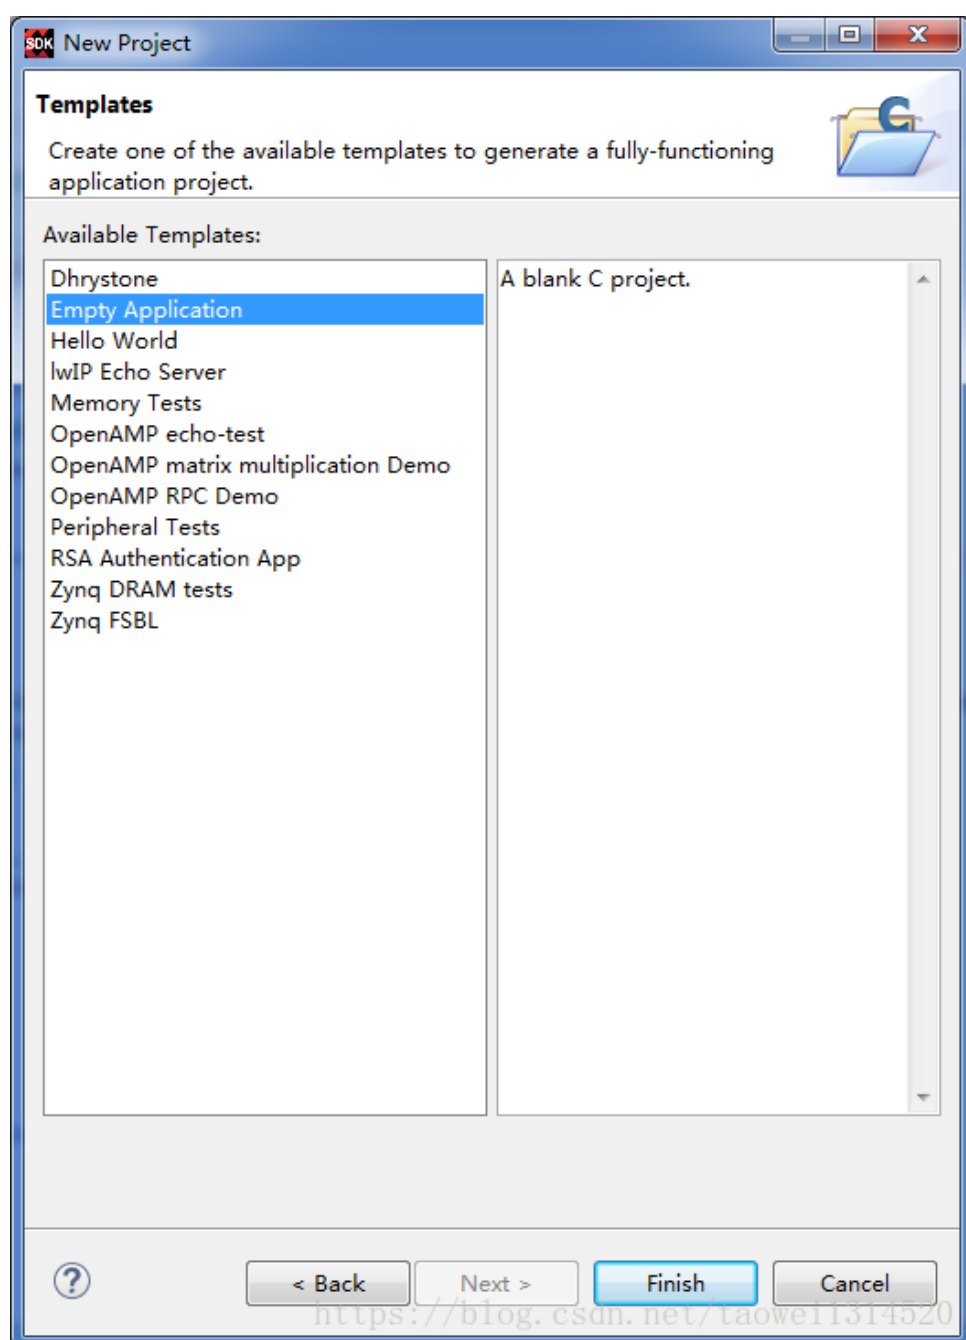 SDK New Project
Templates
Create one of the available templates to generate a fully-functioning
application project.
Available Templates:
Dhrystone
Empty Application
Hello World
lwIP Echo Server
Memory Tests
OpenAMP echo-test
OpenAMP matrix multiplication Demo
OpenAMP RPC Demo
Peripheral Tests
RSA Authentication App
Zynq DRAM tests
Zynq FSBL
A blank C project.
< Back Next > Finish Cancel
https://blog.csdn.net/taowei1314520